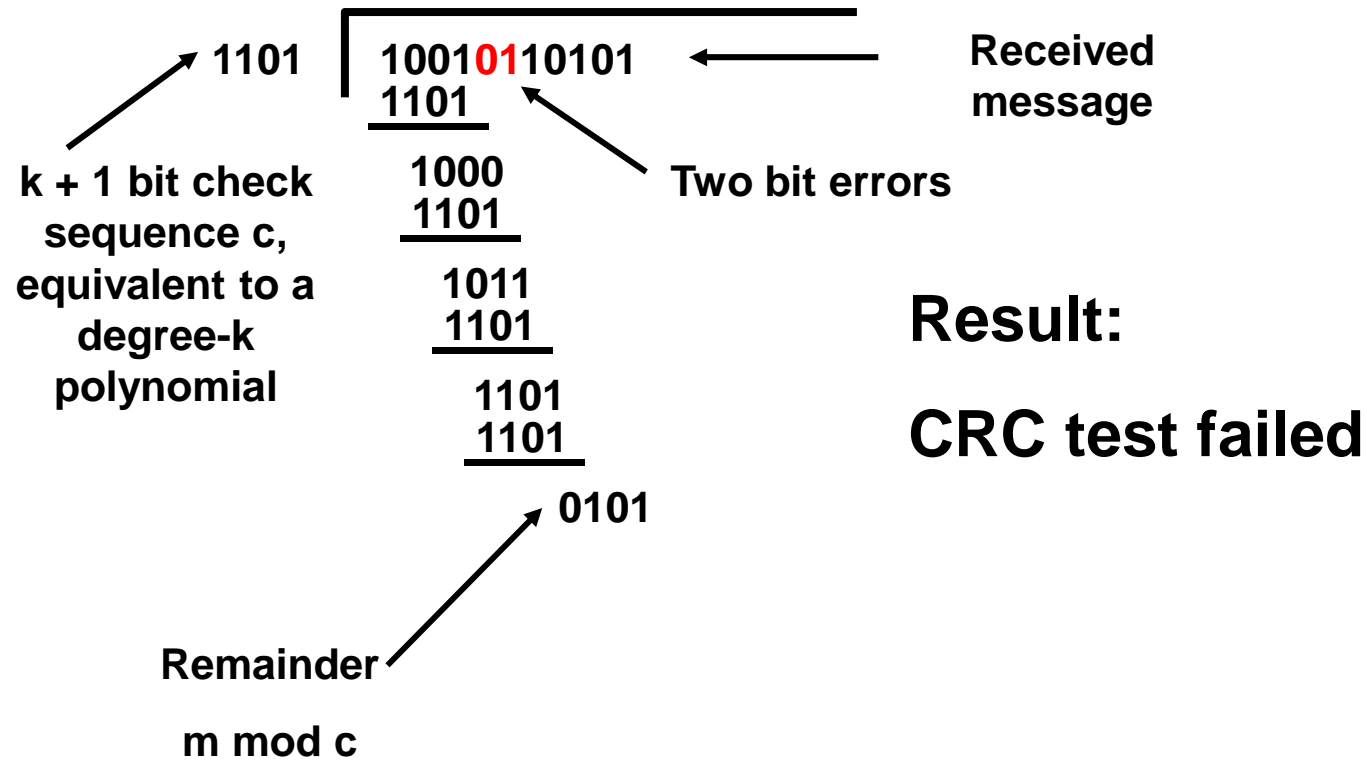 1101
10010110101
1101
1000
1101
1011
1101
1101
1101
0101
Received
message
Two bit errors
k + 1 bit check
sequence c,
equivalent to a
degree-k
polynomial
Result:
CRC test failed
Remainder
m mod c